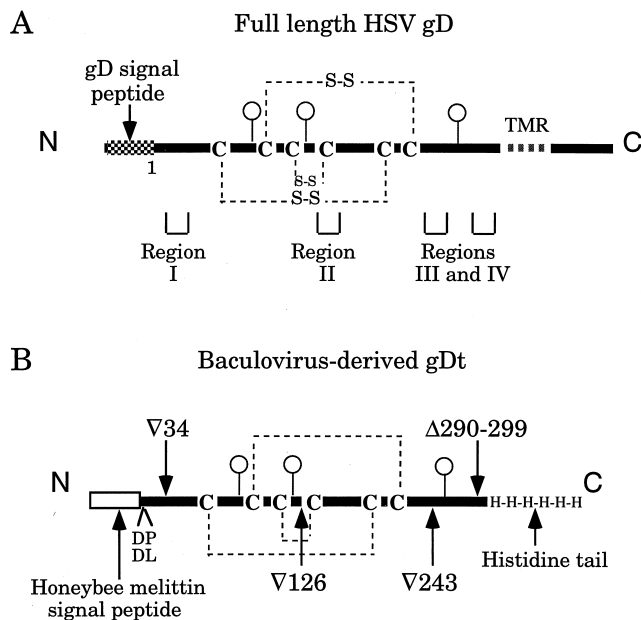 A
Full length HSV gD
gD signal
peptide
S-S
N
TMR
C
C C C C C C
1
S-S
S-S
Region
I
Region
II
Regions
III and IV
B
Baculovirus-derived gDt
∇34
Δ290-299
N
C
C C C C C C
H-H-H-H-H-H
DP
DL
Honeybee melittin
signal peptide
∇126
∇243
Histidine tail